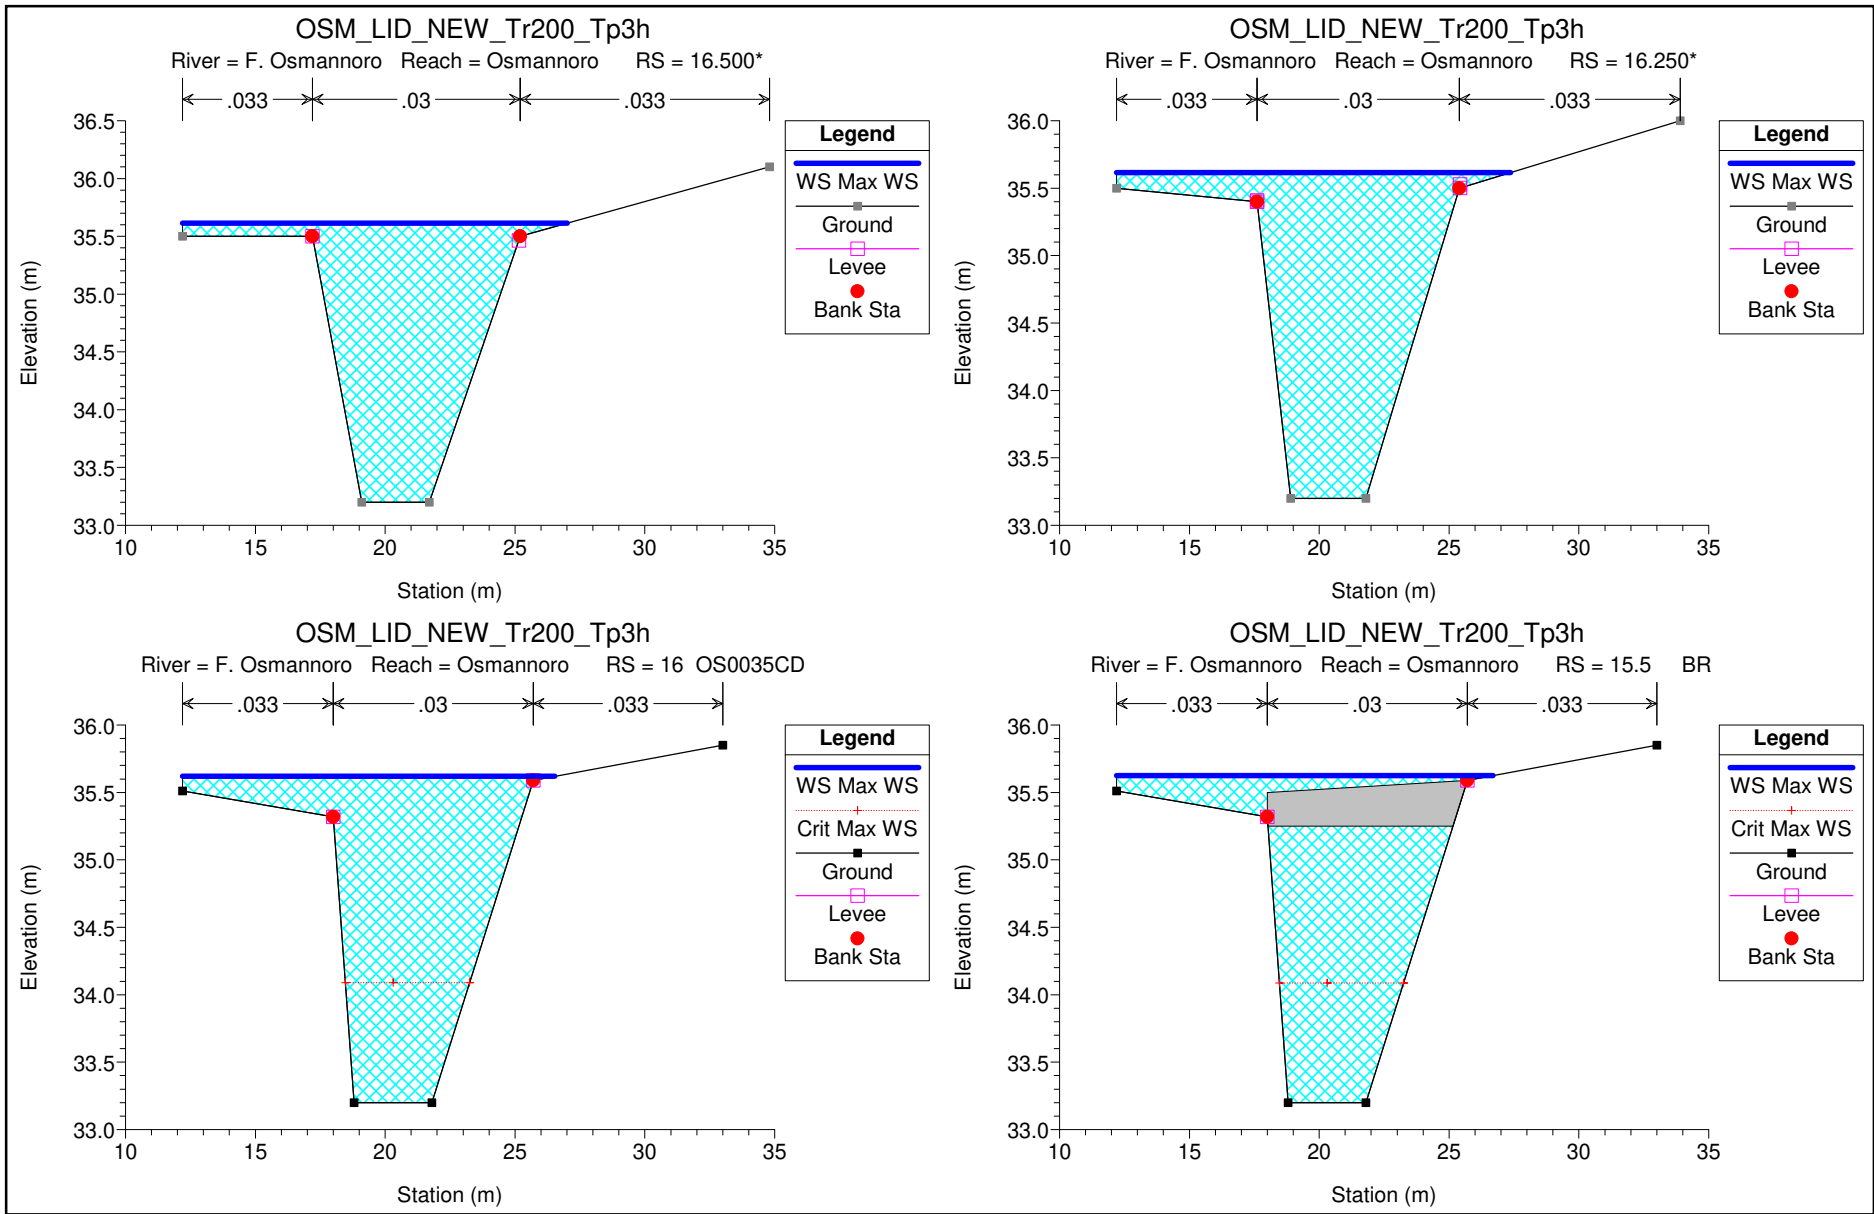 OSM_LID_NEW_Tr200_Tp3h
River = F. Osmannoro Reach = Osmannoro RS = 16.500*
.033 .03 .033
36.5
36.0
35.5
35.0
34.5
34.0
33.5
33.0
Elevation (m)
10 15 20 25 30 35
Station (m)
Legend
WS Max WS
Ground
Levee
Bank Sta
OSM_LID_NEW_Tr200_Tp3h
River = F. Osmannoro Reach = Osmannoro RS = 16.250*
.033 .03 .033
36.0
35.5
35.0
34.5
34.0
33.5
33.0
Elevation (m)
10 15 20 25 30 35
Station (m)
Legend
WS Max WS
Ground
Levee
Bank Sta
OSM_LID_NEW_Tr200_Tp3h
River = F. Osmannoro Reach = Osmannoro RS = 16 OS0035CD
.033 .03 .033
36.0
35.5
35.0
34.5
34.0
33.5
33.0
Elevation (m)
10 15 20 25 30 35
Station (m)
Legend
WS Max WS
Crit Max WS
Ground
Levee
Bank Sta
OSM_LID_NEW_Tr200_Tp3h
River = F. Osmannoro Reach = Osmannoro RS = 15.5 BR
.033 .03 .033
36.0
35.5
35.0
34.5
34.0
33.5
33.0
Elevation (m)
10 15 20 25 30 35
Station (m)
Legend
WS Max WS
Crit Max WS
Ground
Levee
Bank Sta